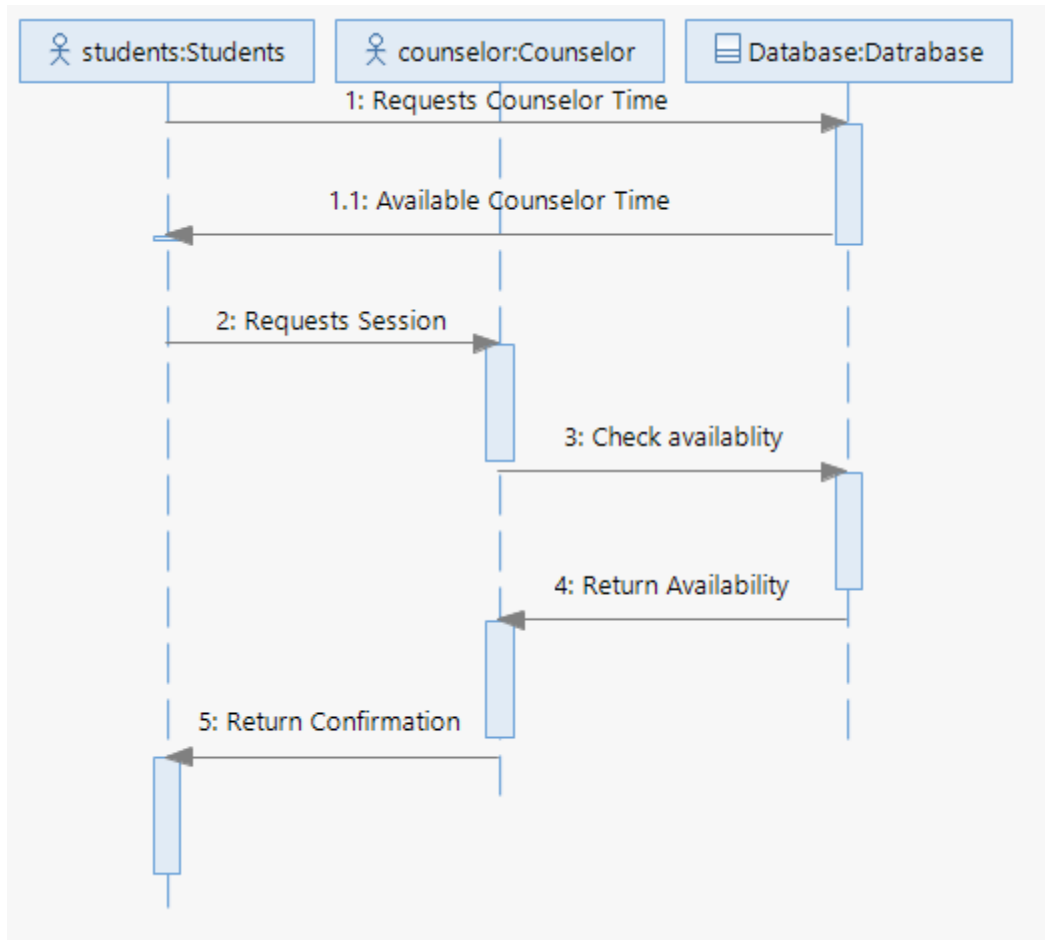 students:Students
counselor:Counselor
Database:Datrabase
1: Requests Counselor Time
1.1: Available Counselor Time
2: Requests Session
3: Check availablity
4: Return Availability
5: Return Confirmation